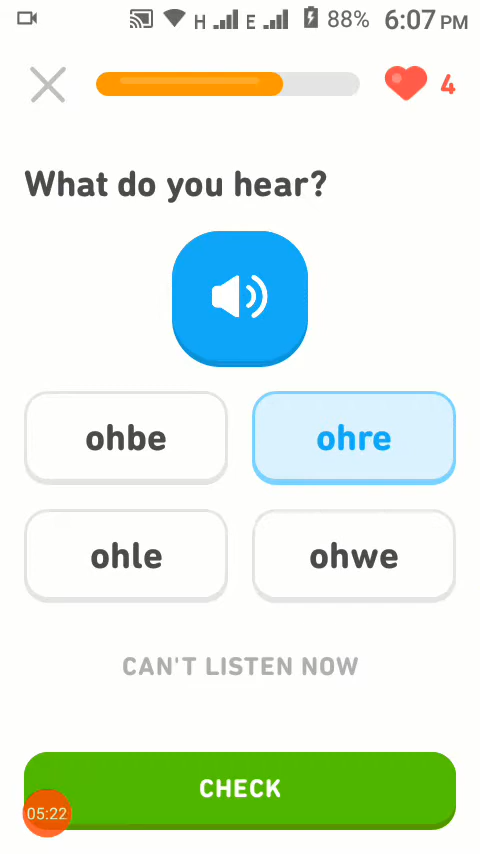 H E 88% 6:07 PM
4
What do you hear?
ohbe ohre
ohle ohwe
CAN'T LISTEN NOW
CHECK
05:22